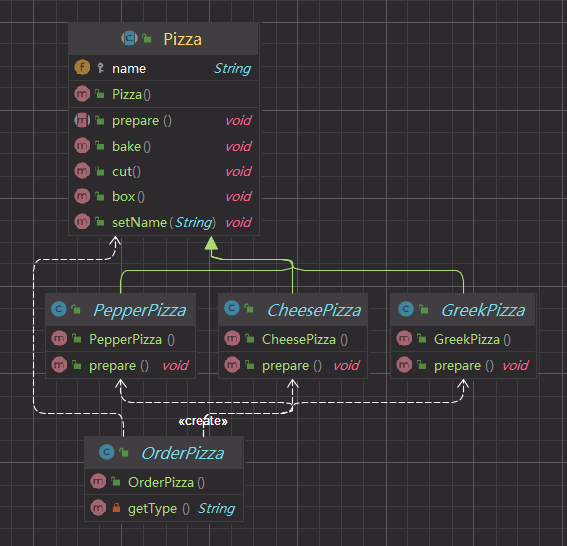 Pizza
name String
Pizza()
prepare () void
bake() void
cut() void
box() void
setName(String) void
PepperPizza
PepperPizza ()
prepare () void
CheesePizza
CheesePizza ()
prepare () void
GreekPizza
GreekPizza ()
prepare () void
«create»
OrderPizza
OrderPizza ()
getType () String